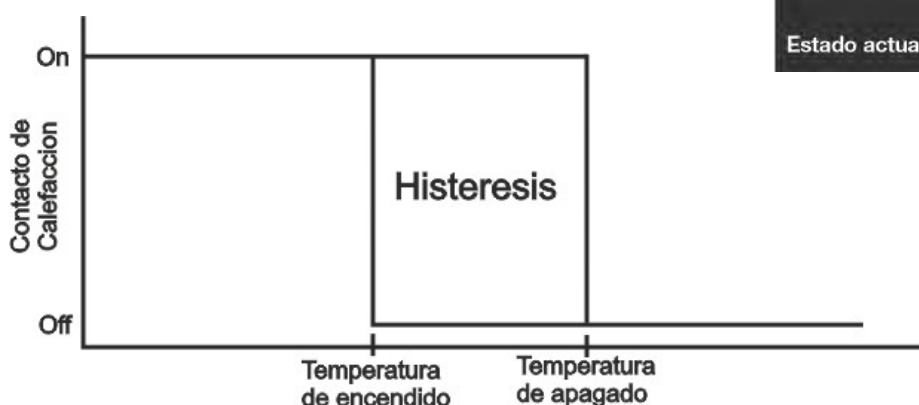 Estado actua
On
Contacto de
Calefaccion
Histeresis
Off
Temperatura
de encendido
Temperatura
de apagado